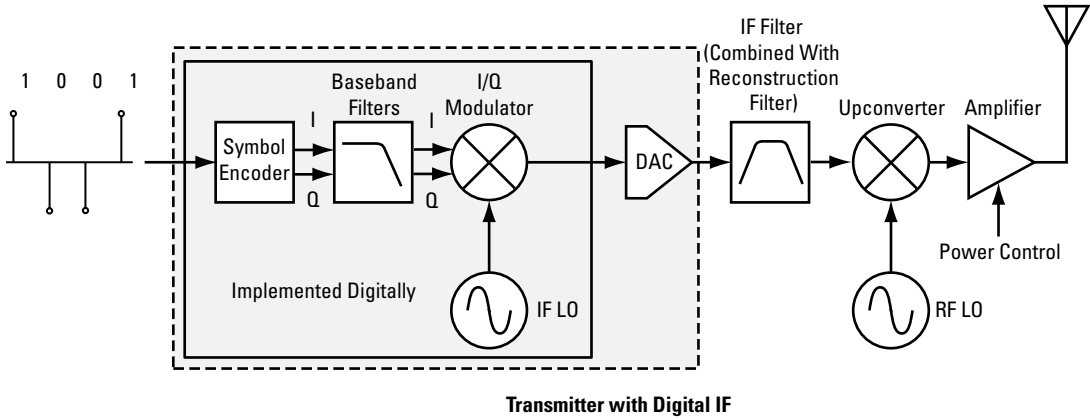 1 0 0 1
Symbol
Encoder
I
Q
Baseband
Filters
I
Q
I/Q
Modulator
IF LO
Implemented Digitally
DAC
IF Filter
(Combined With
Reconstruction
Filter)
Upconverter
RF LO
Amplifier
Power Control
Transmitter with Digital IF